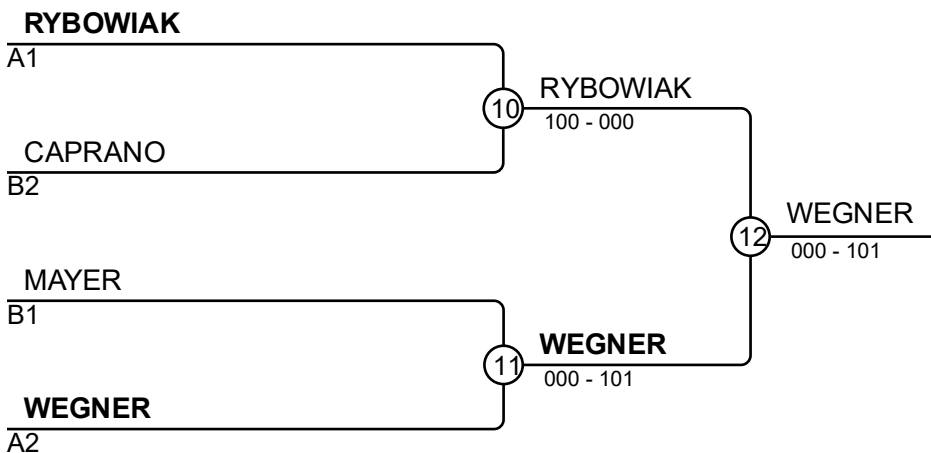 RYBOWIAK
A1
10
RYBOWIAK
100 - 000
CAPRANO
B2
12
WEGNER
000 - 101
MAYER
B1
11
WEGNER
000 - 101
WEGNER
A2